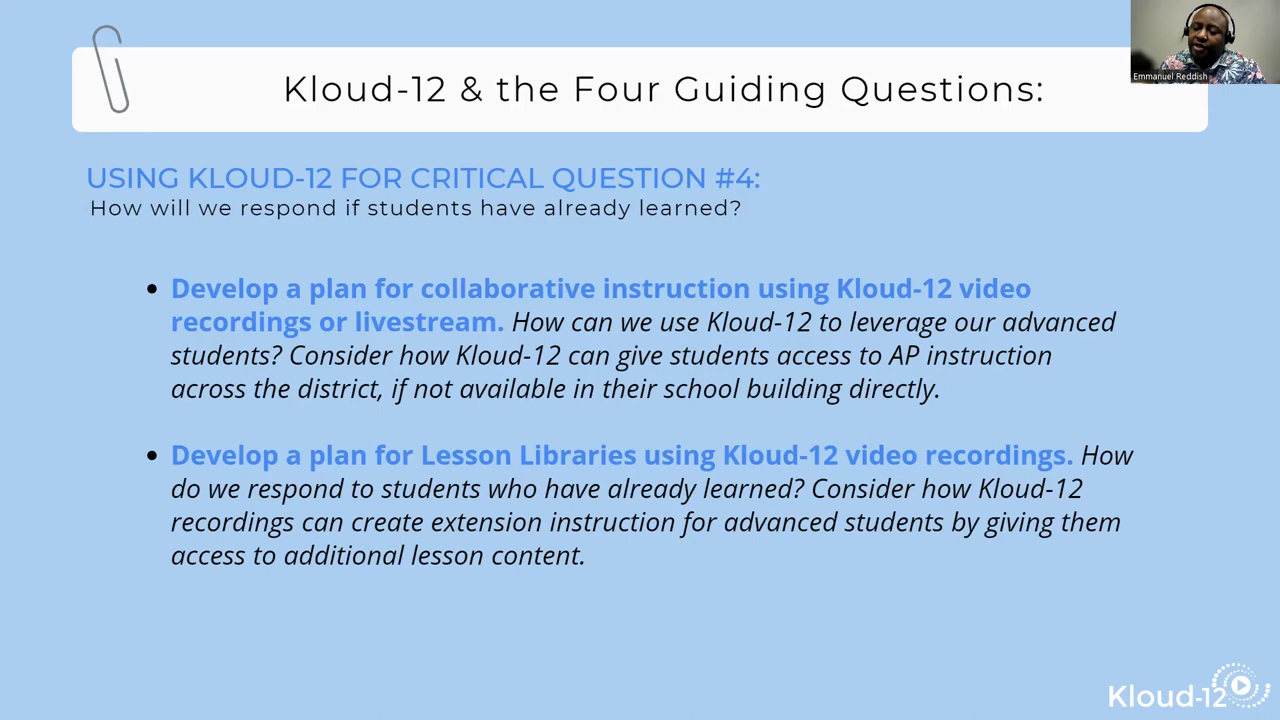 Kloud-12 & the Four Guiding Questions:
Emmanuel Reddish
USING KLOUD-12 FOR CRITICAL QUESTION #4:
How will we respond if students have already learned?
• Develop a plan for collaborative instruction using Kloud-12 video
recordings or livestream. How can we use Kloud-12 to leverage our advanced
students? Consider how Kloud-12 can give students access to AP instruction
across the district, if not available in their school building directly.
• Develop a plan for Lesson Libraries using Kloud-12 video recordings. How
do we respond to students who have already learned? Consider how Kloud-12
recordings can create extension instruction for advanced students by giving them
access to additional lesson content.
Kloud-12